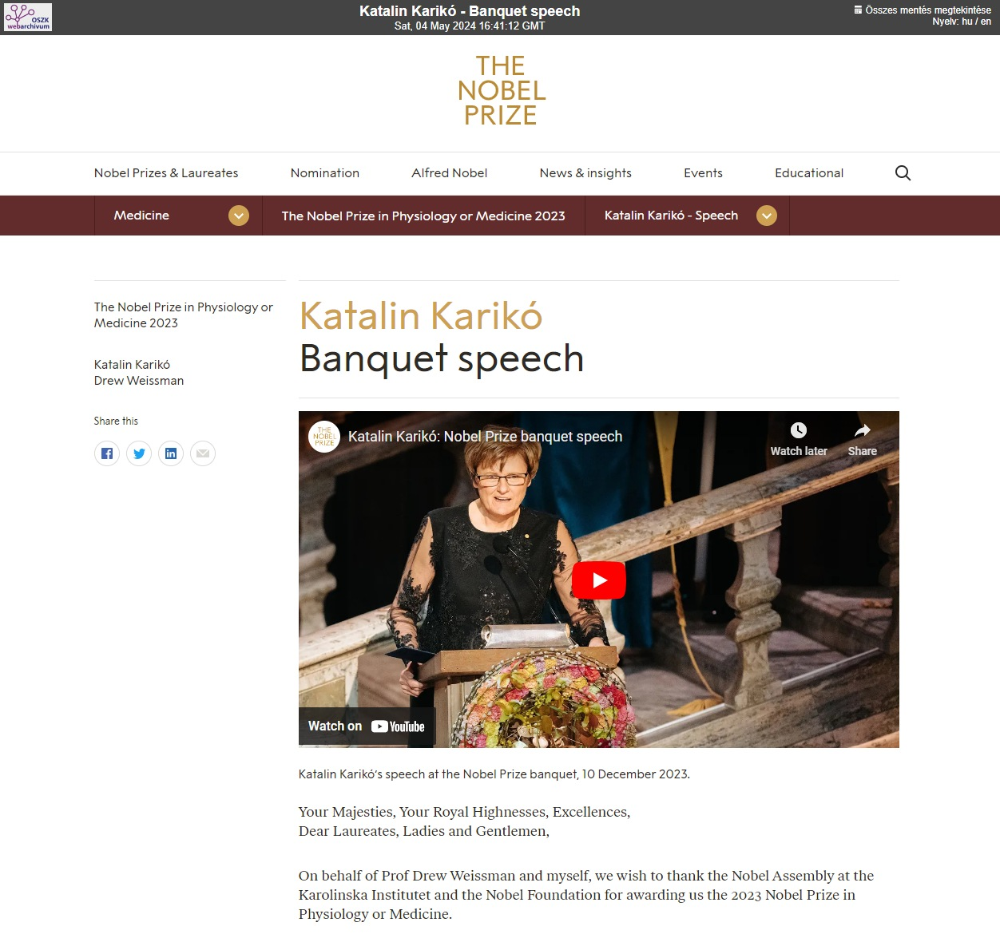 OSZK
webarchivum
Katalin Karikó - Banquet speech
Sat, 04 May 2024 16:41:12 GMT
Összes mentés megtekintése
Nyelv: hu / en
THE
NOBEL
PRIZE
Nobel Prizes & Laureates
Nomination
Alfred Nobel
News & insights
Events
Educational
Medicine
The Nobel Prize in Physiology or Medicine 2023
Katalin Karikó - Speech
The Nobel Prize in Physiology or
Medicine 2023
Katalin Karikó
Drew Weissman
Share this
Katalin Karikó
Banquet speech
THE
NOBEL
PRIZE
Katalin Karikó: Nobel Prize banquet speech
Watch later
Share
Watch on YouTube
Katalin Karikó's speech at the Nobel Prize banquet, 10 December 2023.
Your Majesties, Your Royal Highnesses, Excellences,
Dear Laureates, Ladies and Gentlemen,
On behalf of Prof Drew Weissman and myself, we wish to thank the Nobel Assembly at the
Karolinska Institutet and the Nobel Foundation for awarding us the 2023 Nobel Prize in
Physiology or Medicine.